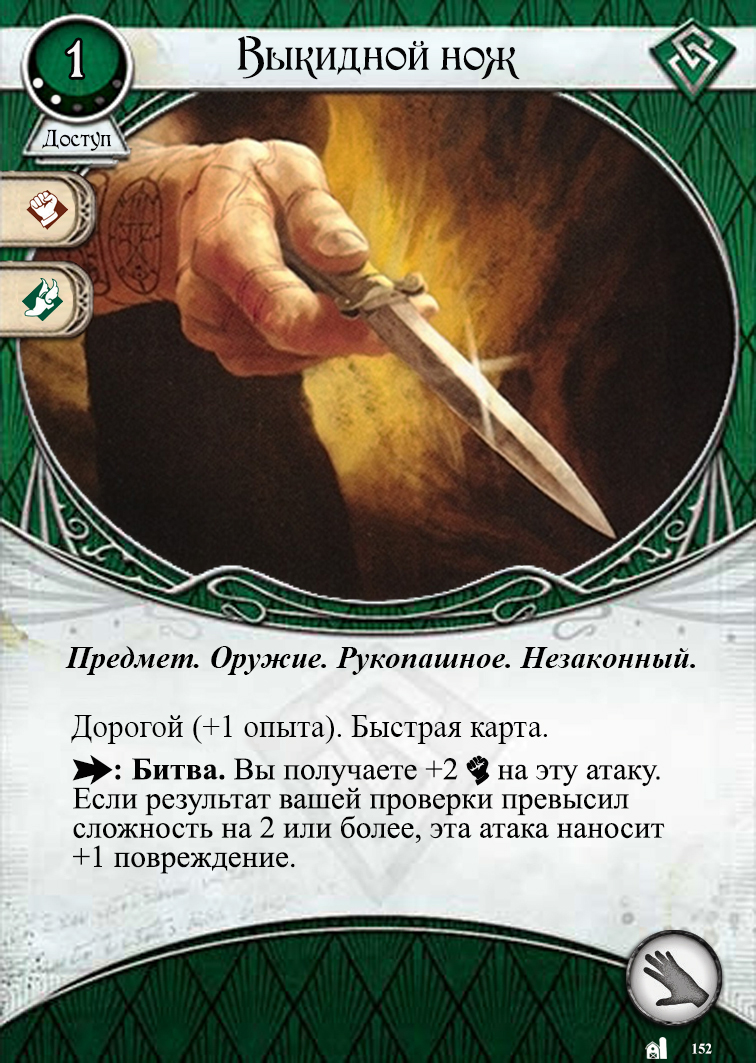 1
Выкидной нож
Доступ
Предмет. Оружие. Рукопашное. Незаконный.
Дорогой (+1 опыта). Быстрая карта.
: Битва. Вы получаете +2 на эту атаку.
Если результат вашей проверки превысил
сложность на 2 или более, эта атака наносит
+1 повреждение.
152